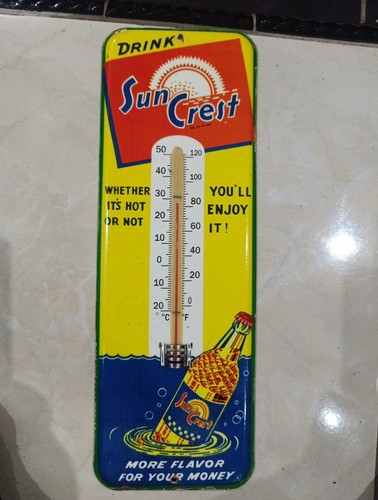 DRINK
Sun
Crest
50 120
40 100
30 80
20 60
10 40
0 20
10 0
20
°C °F
WHETHER
IT'S HOT
OR NOT
YOU'LL
ENJOY
IT!
Sun
Crest
MORE FLAVOR
FOR YOUR MONEY